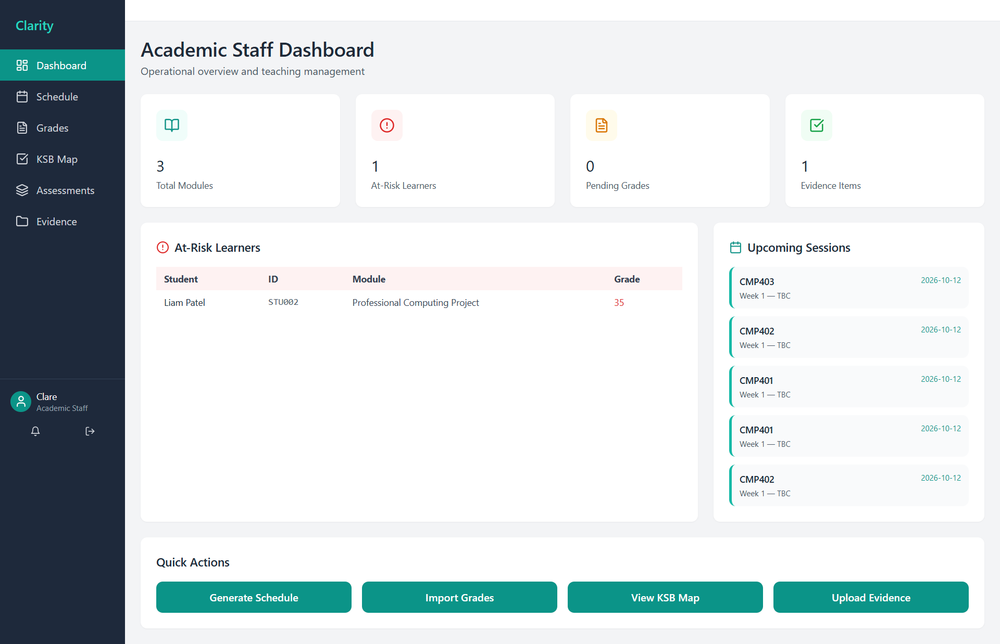 Clarity
Dashboard
Schedule
Grades
KSB Map
Assessments
Evidence
Clare
Academic Staff
Academic Staff Dashboard
Operational overview and teaching management
3
Total Modules
1
At-Risk Learners
0
Pending Grades
1
Evidence Items
At-Risk Learners
Student ID Module Grade
Liam Patel STU002 Professional Computing Project 35
Upcoming Sessions
CMP403 2026-10-12
Week 1 — TBC
CMP402 2026-10-12
Week 1 — TBC
CMP401 2026-10-12
Week 1 — TBC
CMP401 2026-10-12
Week 1 — TBC
CMP402 2026-10-12
Week 1 — TBC
Quick Actions
Generate Schedule Import Grades View KSB Map Upload Evidence